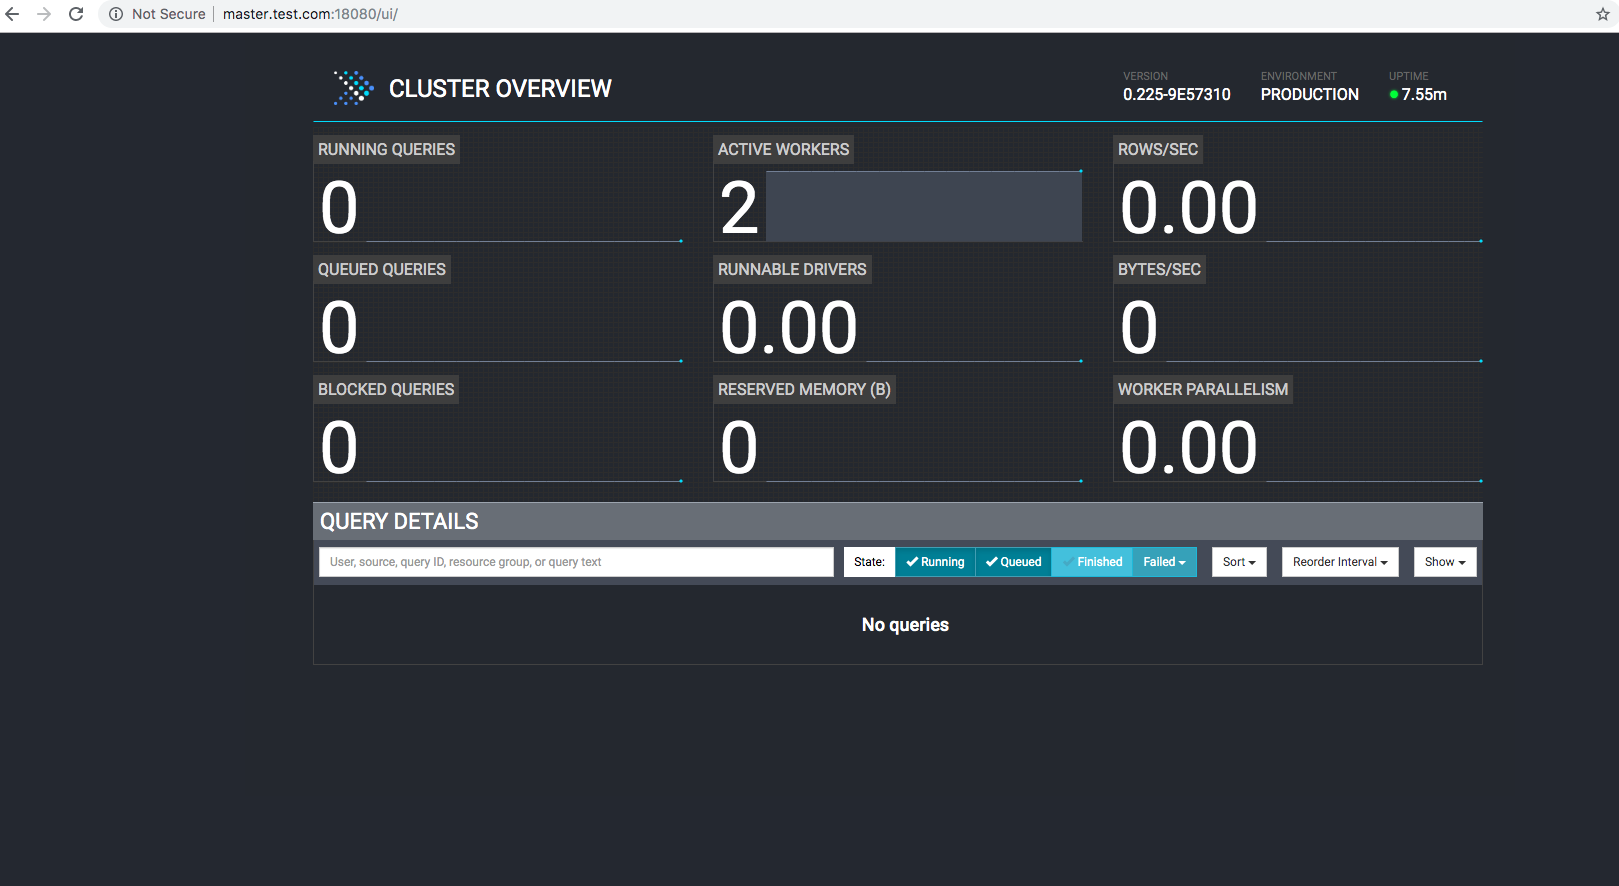 Not Secure master.test.com:18080/ui/
CLUSTER OVERVIEW
VERSION
0.225-9E57310
ENVIRONMENT
PRODUCTION
UPTIME
7.55m
RUNNING QUERIES
0
ACTIVE WORKERS
2
ROWS/SEC
0.00
QUEUED QUERIES
0
RUNNABLE DRIVERS
0.00
BYTES/SEC
0
BLOCKED QUERIES
0
RESERVED MEMORY (B)
0
WORKER PARALLELISM
0.00
QUERY DETAILS
User, source, query ID, resource group, or query text
State: Running Queued Finished Failed Sort Reorder Interval Show
No queries